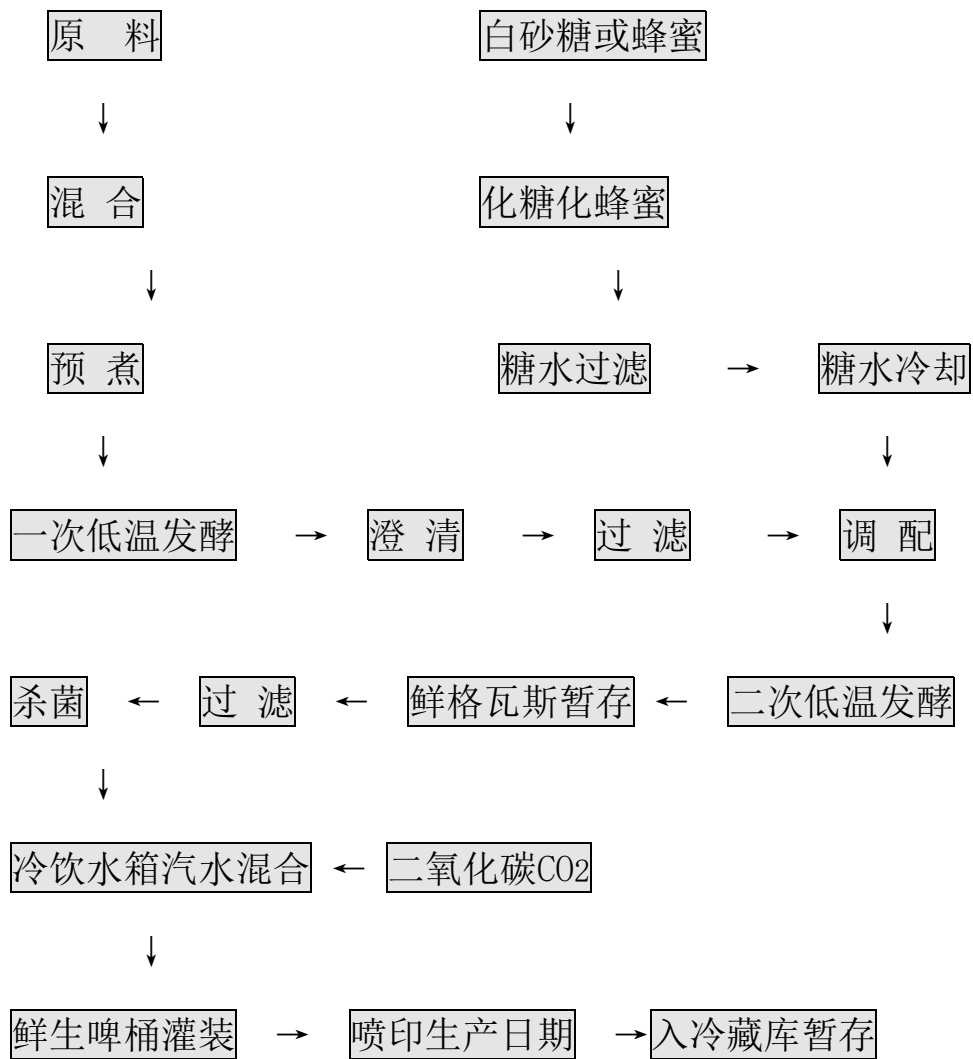 原 料 白砂糖或蜂蜜
↓ ↓
混 合 化糖化蜂蜜
↓ ↓
预 煮 糖水过滤 → 糖水冷却
↓ ↓
一次低温发酵 → 澄 清 → 过 滤 → 调 配
↓
杀菌 ← 过 滤 ← 鲜格瓦斯暂存 ← 二次低温发酵
↓
冷饮水箱汽水混合 ← 二氧化碳CO2
↓
鲜生啤桶灌装 → 喷印生产日期 → 入冷藏库暂存